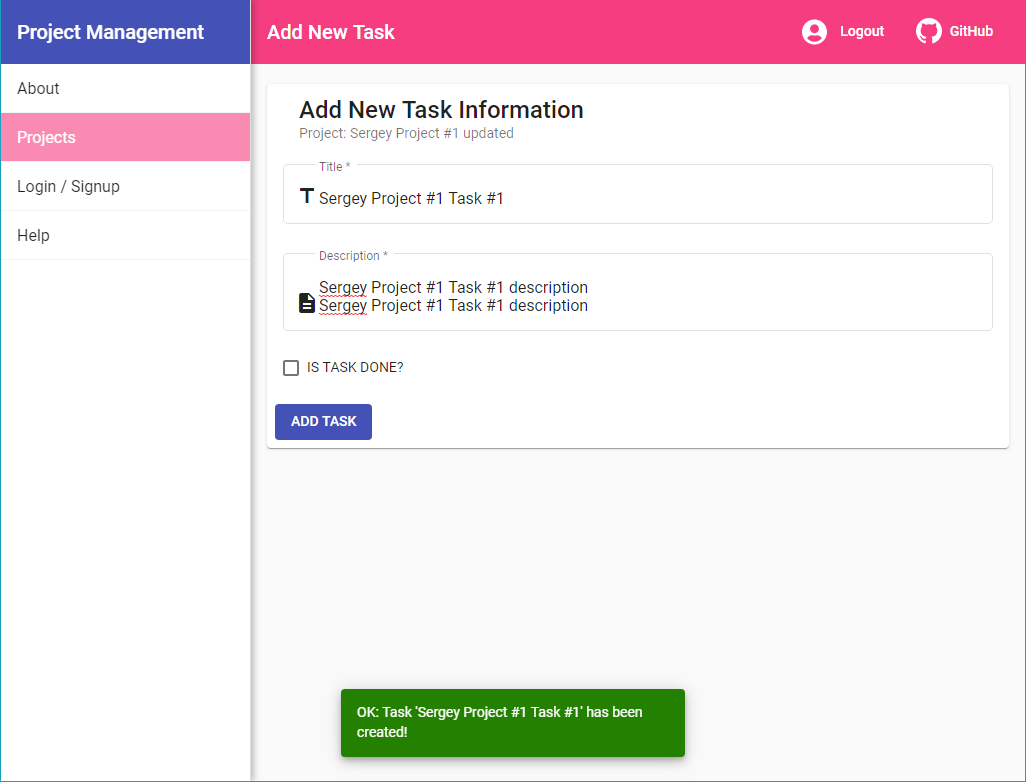 Project Management
Add New Task
Logout
GitHub
About
Projects
Login / Signup
Help
Add New Task Information
Project: Sergey Project #1 updated
Title *
T Sergey Project #1 Task #1
Description *
Sergey Project #1 Task #1 description
Sergey Project #1 Task #1 description
IS TASK DONE?
ADD TASK
OK: Task 'Sergey Project #1 Task #1' has been
created!